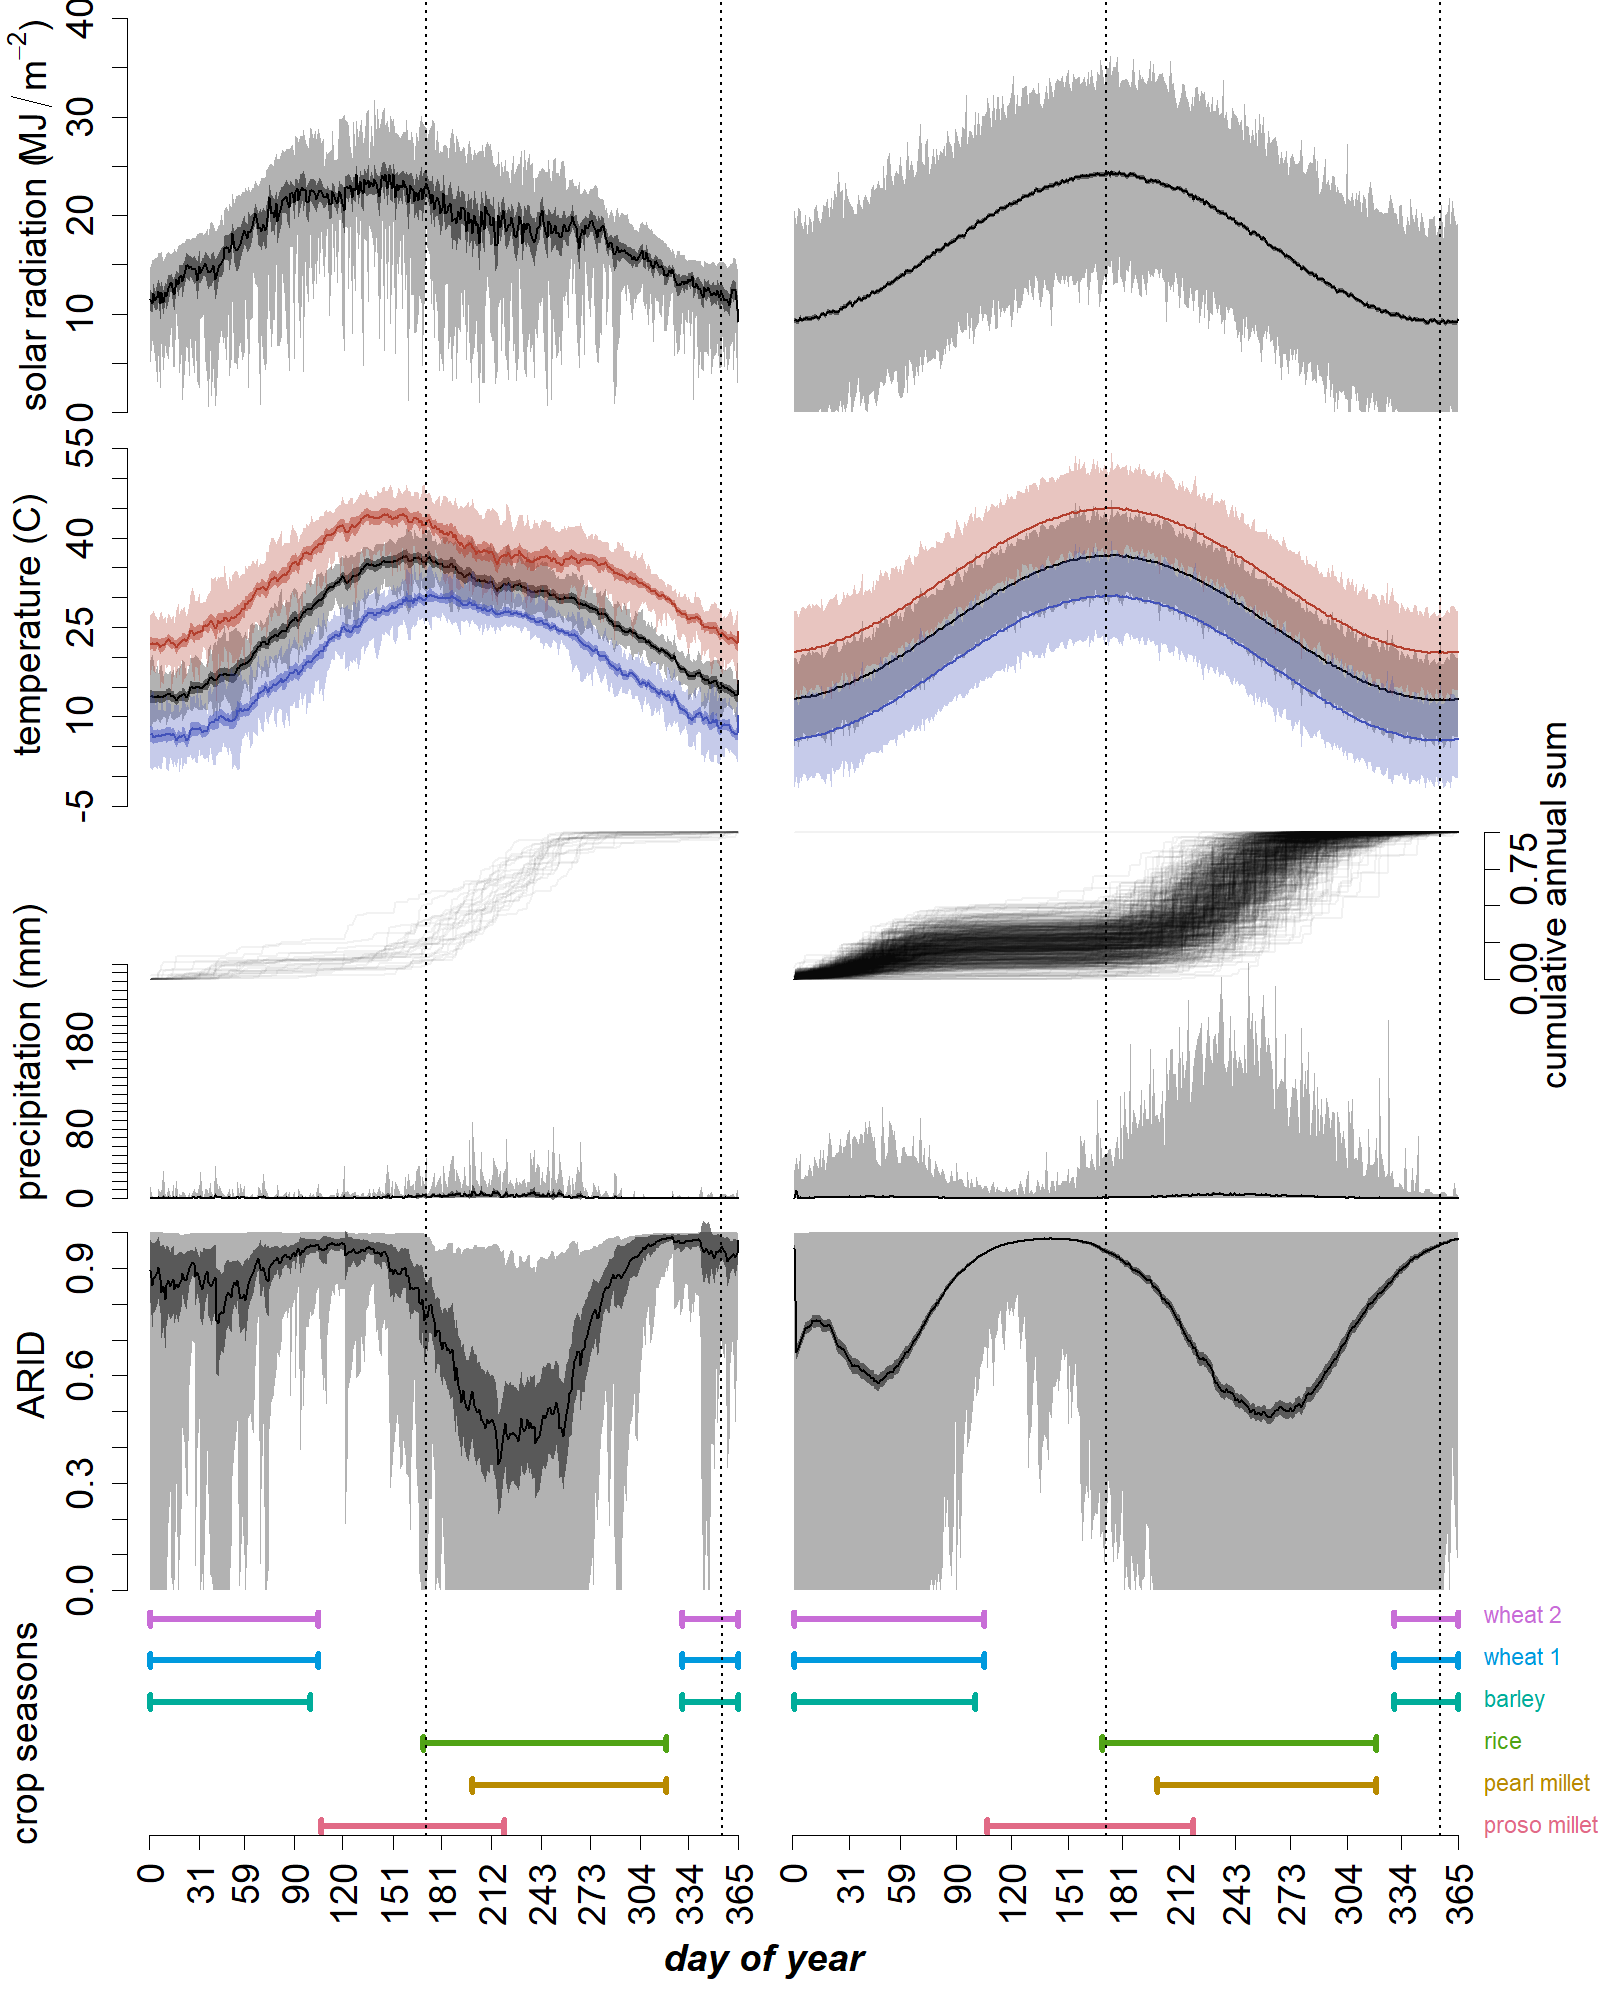 solar radiation (MJ/m⁻²)
0 10 20 30 40
temperature (C)
-5 10 25 40 55
cumulative annual sum
0.00 0.75
precipitation (mm)
0 80 180
ARID
0.0 0.3 0.6 0.9
crop seasons
wheat 2
wheat 1
barley
rice
pearl millet
proso millet
0 31 59 90 120 151 181 212 243 273 304 334 365
0 31 59 90 120 151 181 212 243 273 304 334 365
day of year